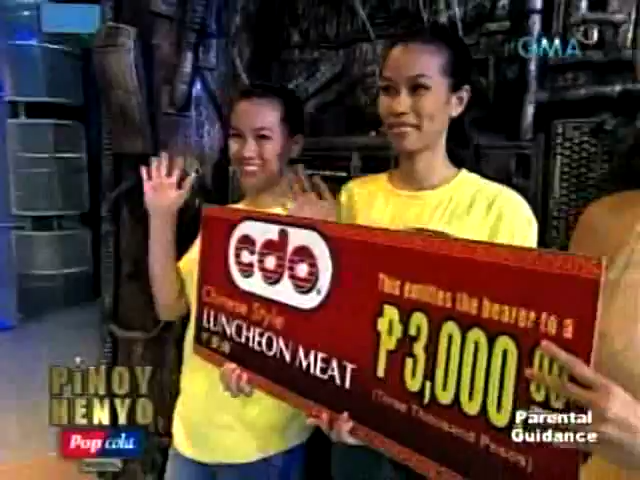 GMA
cdo
Chinese Style
LUNCHEON MEAT
This entitles the bearer to a
₱3,000.00
(Three Thousand Pesos)
PiNOY
HENYO
Pop cola
Parental
Guidance